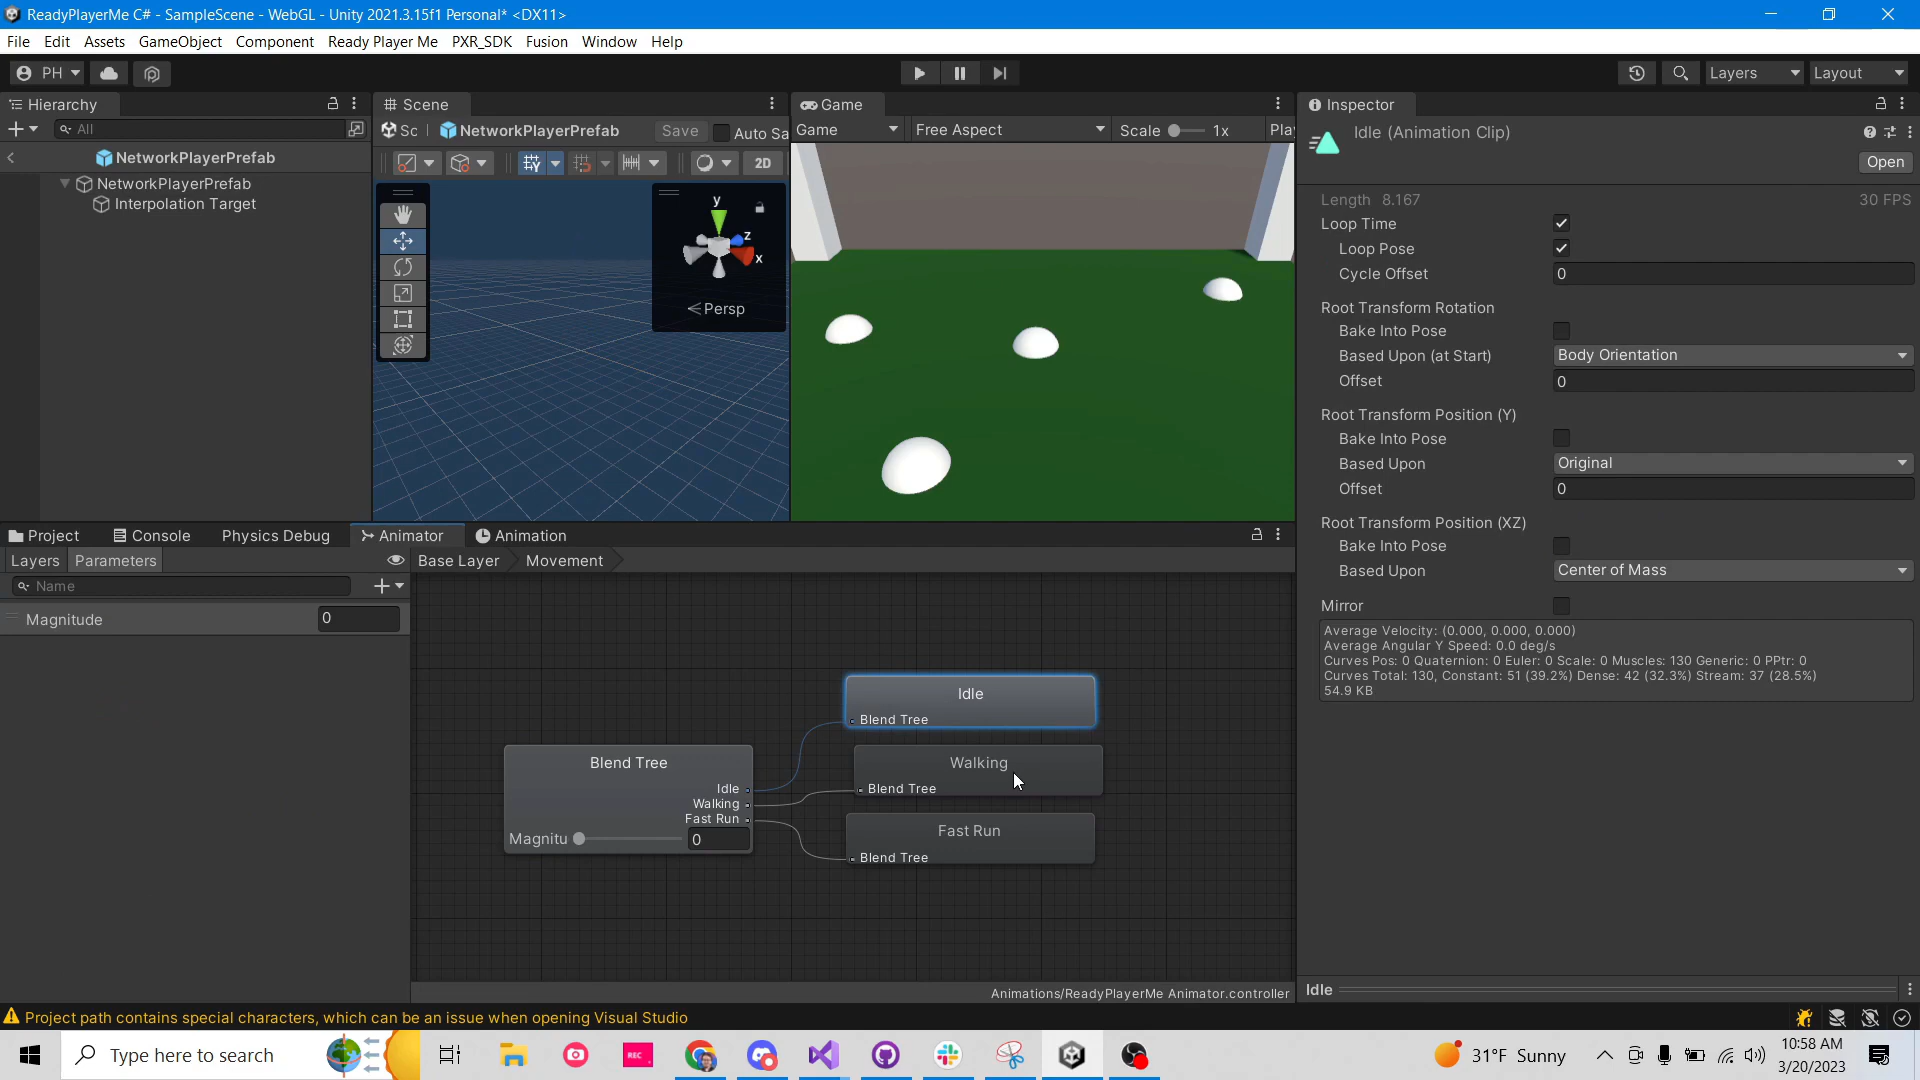 ReadyPlayerMe C# - SampleScene - WebGL - Unity 2021.3.15f1 Personal* <DX11>
File Edit Assets GameObject Component Ready Player Me PXR_SDK Fusion Window Help
PH
Layers
Layout
Hierarchy
All
NetworkPlayerPrefab
NetworkPlayerPrefab
Interpolation Target
Scene
Sc
NetworkPlayerPrefab
Save
Auto Sa
2D
y
z
x
Persp
Game
Game
Free Aspect
Scale 1x
Play
Inspector
Idle (Animation Clip)
Open
Length 8.167
30 FPS
Loop Time
Loop Pose
Cycle Offset 0
Root Transform Rotation
Bake Into Pose
Based Upon (at Start) Body Orientation
Offset 0
Root Transform Position (Y)
Bake Into Pose
Based Upon Original
Offset 0
Root Transform Position (XZ)
Bake Into Pose
Based Upon Center of Mass
Mirror
Average Velocity: (0.000, 0.000, 0.000)
Average Angular Y Speed: 0.0 deg/s
Curves Pos: 0 Quaternion: 0 Euler: 0 Scale: 0 Muscles: 130 Generic: 0 PPtr: 0
Curves Total: 130, Constant: 51 (39.2%) Dense: 42 (32.3%) Stream: 37 (28.5%)
54.9 KB
Idle
Project Console Physics Debug Animator Animation
Layers Parameters
Base Layer Movement
Name
Magnitude 0
Blend Tree
Idle
Walking
Fast Run
Magnitu 0
Idle
Blend Tree
Walking
Blend Tree
Fast Run
Blend Tree
Animations/ReadyPlayerMe Animator.controller
Project path contains special characters, which can be an issue when opening Visual Studio
Type here to search
REC
31°F Sunny
10:58 AM
3/20/2023